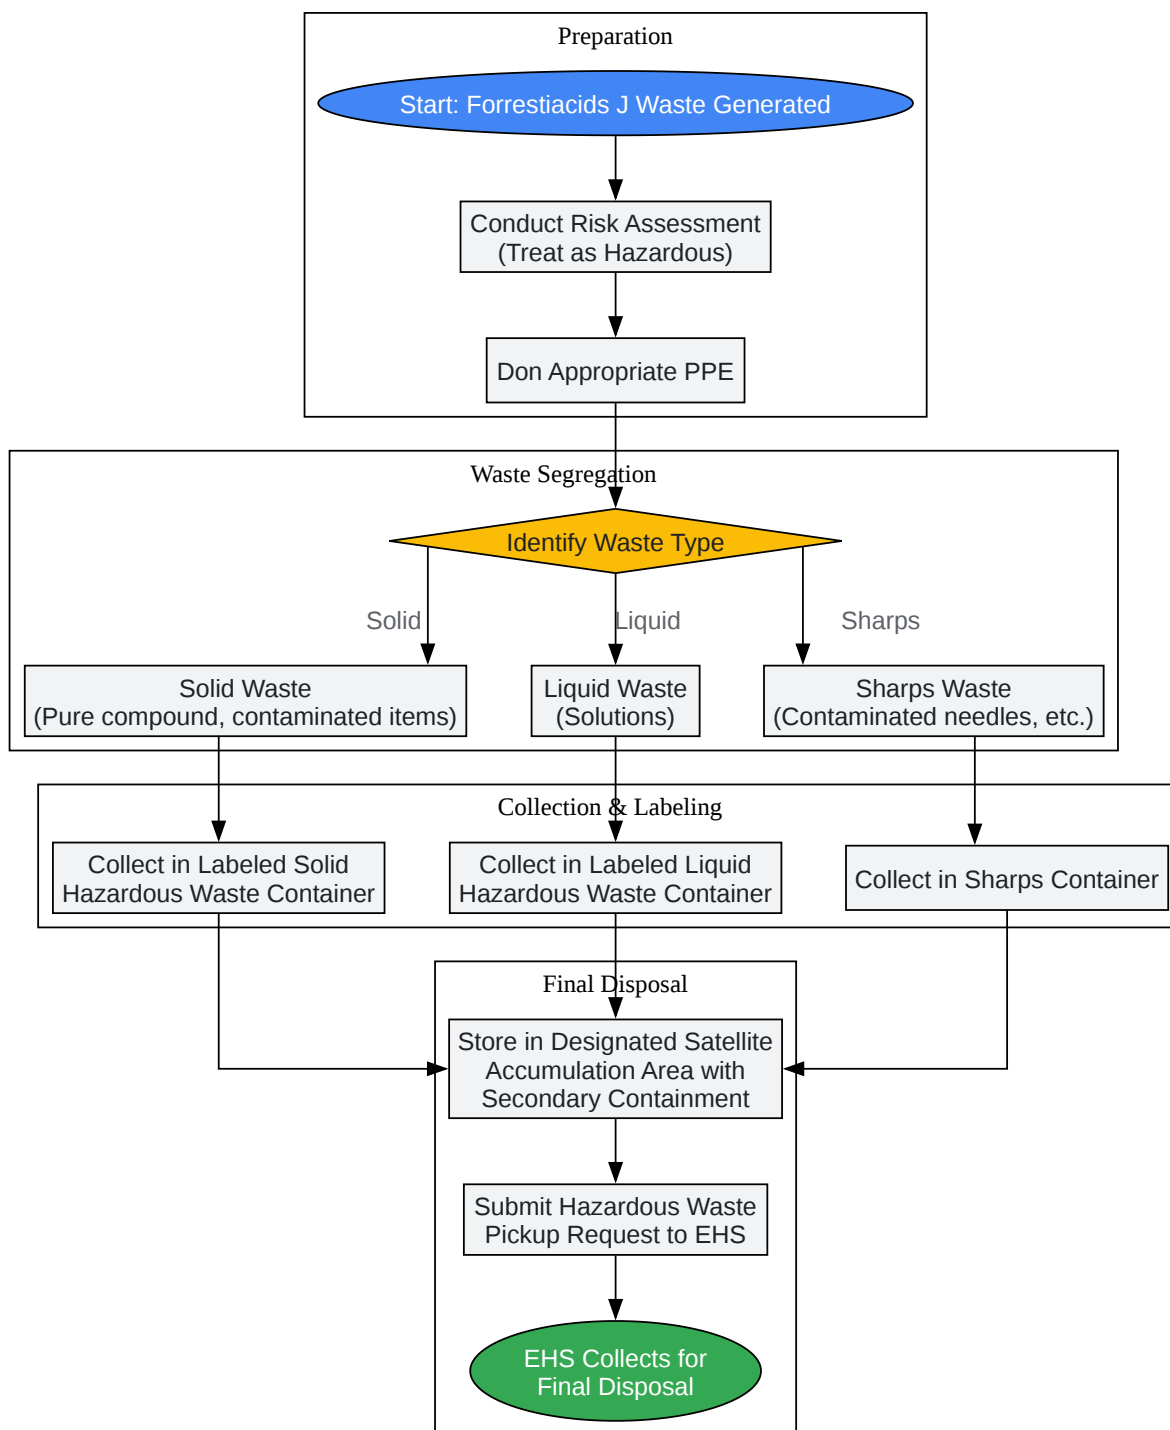 Preparation
Start: Forrestiacids J Waste Generated
Conduct Risk Assessment
(Treat as Hazardous)
Don Appropriate PPE
Waste Segregation
Identify Waste Type
Solid
Liquid
Sharps
Solid Waste
(Pure compound, contaminated items)
Liquid Waste
(Solutions)
Sharps Waste
(Contaminated needles, etc.)
Collection & Labeling
Collect in Labeled Solid
Hazardous Waste Container
Collect in Labeled Liquid
Hazardous Waste Container
Collect in Sharps Container
Final Disposal
Store in Designated Satellite
Accumulation Area with
Secondary Containment
Submit Hazardous Waste
Pickup Request to EHS
EHS Collects for
Final Disposal